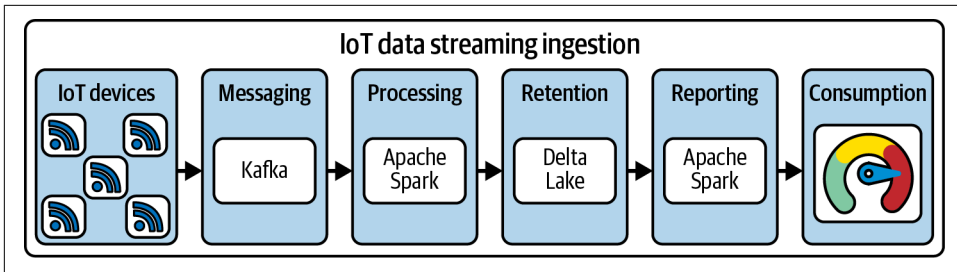 IoT data streaming ingestion
IoT devices
Messaging
Processing
Retention
Reporting
Consumption
Kafka
Apache
Spark
Delta
Lake
Apache
Spark